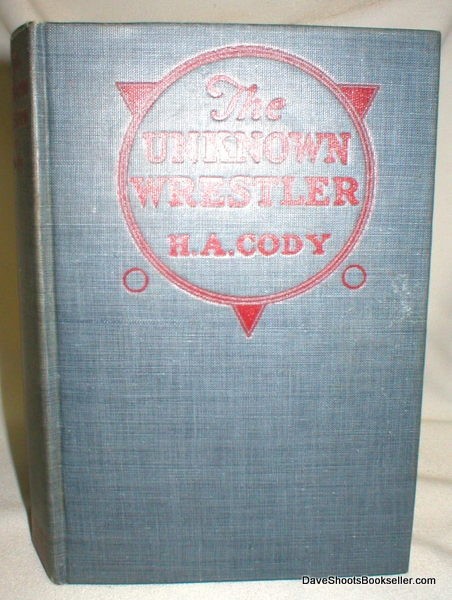 The
UNKNOWN
WRESTLER
H.A.CODY
DaveShootsBookseller.com